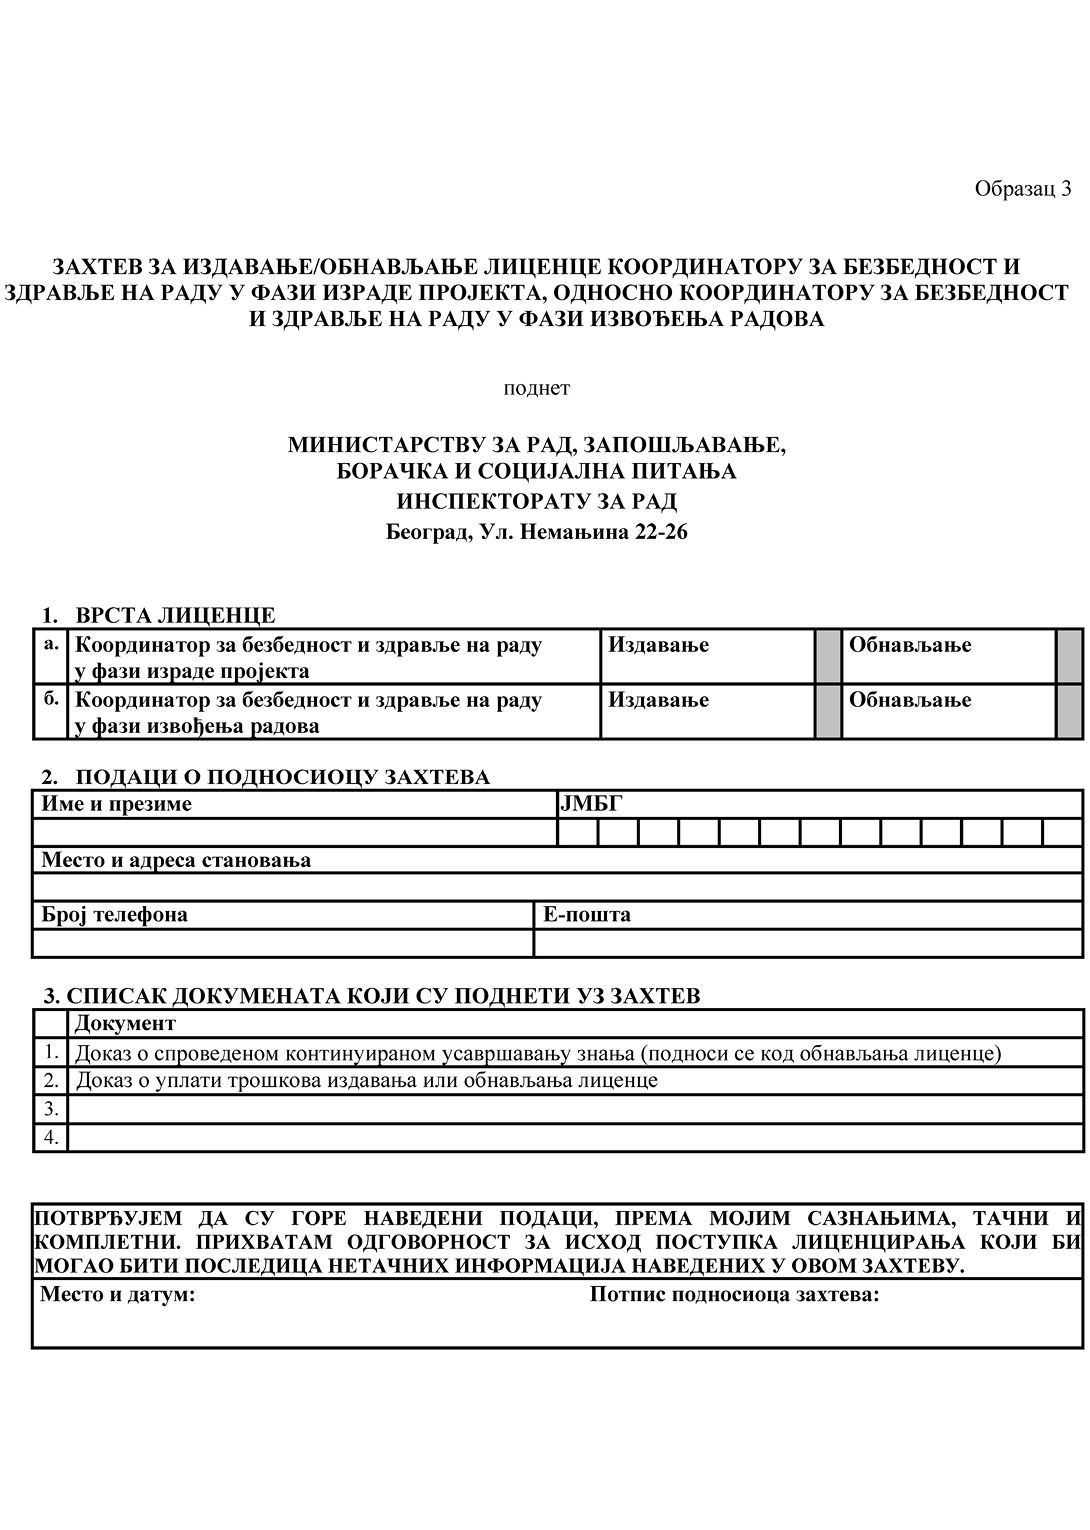 Образац 3
ЗАХТЕВ ЗА ИЗДАВАЊЕ/ОБНАВЉАЊЕ ЛИЦЕНЦЕ КООРДИНАТОРУ ЗА БЕЗБЕДНОСТ И
ЗДРАВЉЕ НА РАДУ У ФАЗИ ИЗРАДЕ ПРОЈЕКТА, ОДНОСНО КООРДИНАТОРУ ЗА БЕЗБЕДНОСТ
И ЗДРАВЉЕ НА РАДУ У ФАЗИ ИЗВОЂЕЊА РАДОВА
поднет
МИНИСТАРСТВУ ЗА РАД, ЗАПОШЉАВАЊЕ,
БОРАЧКА И СОЦИЈАЛНА ПИТАЊА
ИНСПЕКТОРАТУ ЗА РАД
Београд, Ул. Немањина 22-26
1. ВРСТА ЛИЦЕНЦЕ
а. Координатор за безбедност и здравље на раду Издавање Обнављање
у фази израде пројекта
б. Координатор за безбедност и здравље на раду Издавање Обнављање
у фази извођења радова
2. ПОДАЦИ О ПОДНОСИОЦУ ЗАХТЕВА
Име и презиме ЈМБГ
Место и адреса становања
Број телефона Е-пошта
3. СПИСАК ДОКУМЕНАТА КОЈИ СУ ПОДНЕТИ УЗ ЗАХТЕВ
Документ
1. Доказ о спроведеном континуираном усавршавању знања (подноси се код обнављања лиценце)
2. Доказ о уплати трошкова издавања или обнављања лиценце
3.
4.
ПОТВРЂУЈЕМ ДА СУ ГОРЕ НАВЕДЕНИ ПОДАЦИ, ПРЕМА МОЈИМ САЗНАЊИМА, ТАЧНИ И
КОМПЛЕТНИ. ПРИХВАТАМ ОДГОВОРНОСТ ЗА ИСХОД ПОСТУПКА ЛИЦЕНЦИРАЊА КОЈИ БИ
МОГАО БИТИ ПОСЛЕДИЦА НЕТАЧНИХ ИНФОРМАЦИЈА НАВЕДЕНИХ У ОВОМ ЗАХТЕВУ.
Место и датум: Потпис подносиоца захтева: